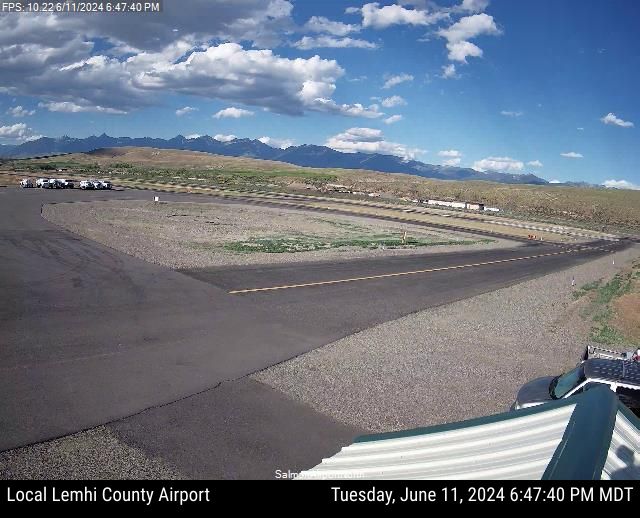 FPS: 10.22 6/11/2024 6:47:40 PM MDT
Local Lemhi County Airport
Tuesday, June 11, 2024 6:47:40 PM MDT